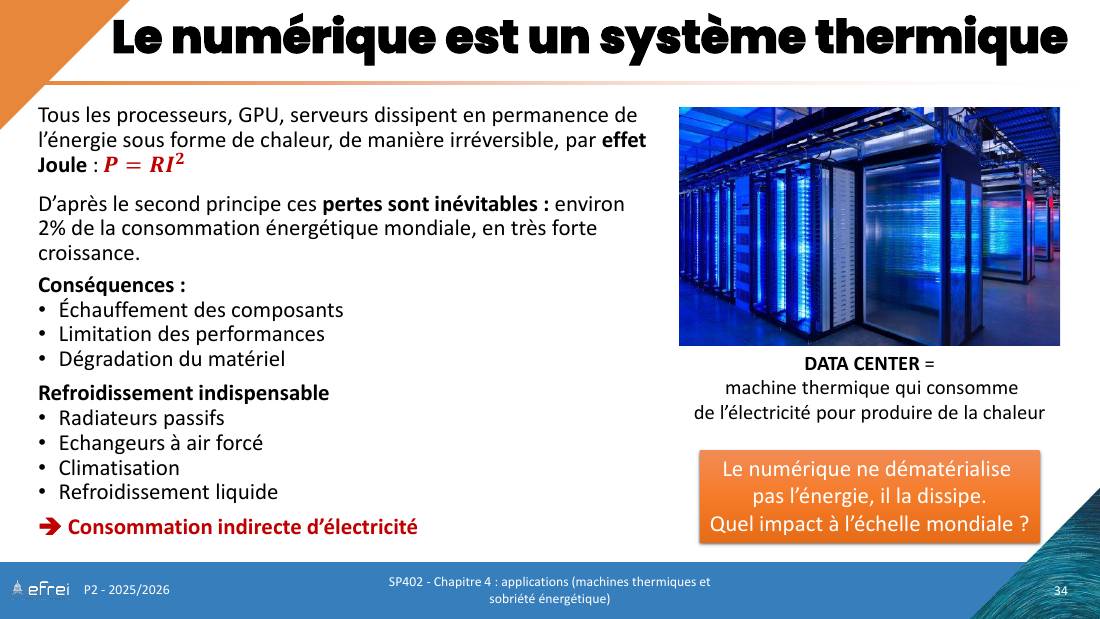 Le numérique est un système thermique
Tous les processeurs, GPU, serveurs dissipent en permanence de
l’énergie sous forme de chaleur, de manière irréversible, par effet
Joule : P = RI²
D’après le second principe ces pertes sont inévitables : environ
2% de la consommation énergétique mondiale, en très forte
croissance.
Conséquences :
• Échauffement des composants
• Limitation des performances
• Dégradation du matériel
Refroidissement indispensable
• Radiateurs passifs
• Echangeurs à air forcé
• Climatisation
• Refroidissement liquide
➔ Consommation indirecte d’électricité
DATA CENTER =
machine thermique qui consomme
de l’électricité pour produire de la chaleur
Le numérique ne dématérialise
pas l’énergie, il la dissipe.
Quel impact à l’échelle mondiale ?
efrei P2 - 2025/2026
SP402 - Chapitre 4 : applications (machines thermiques et
sobriété énergétique)
34